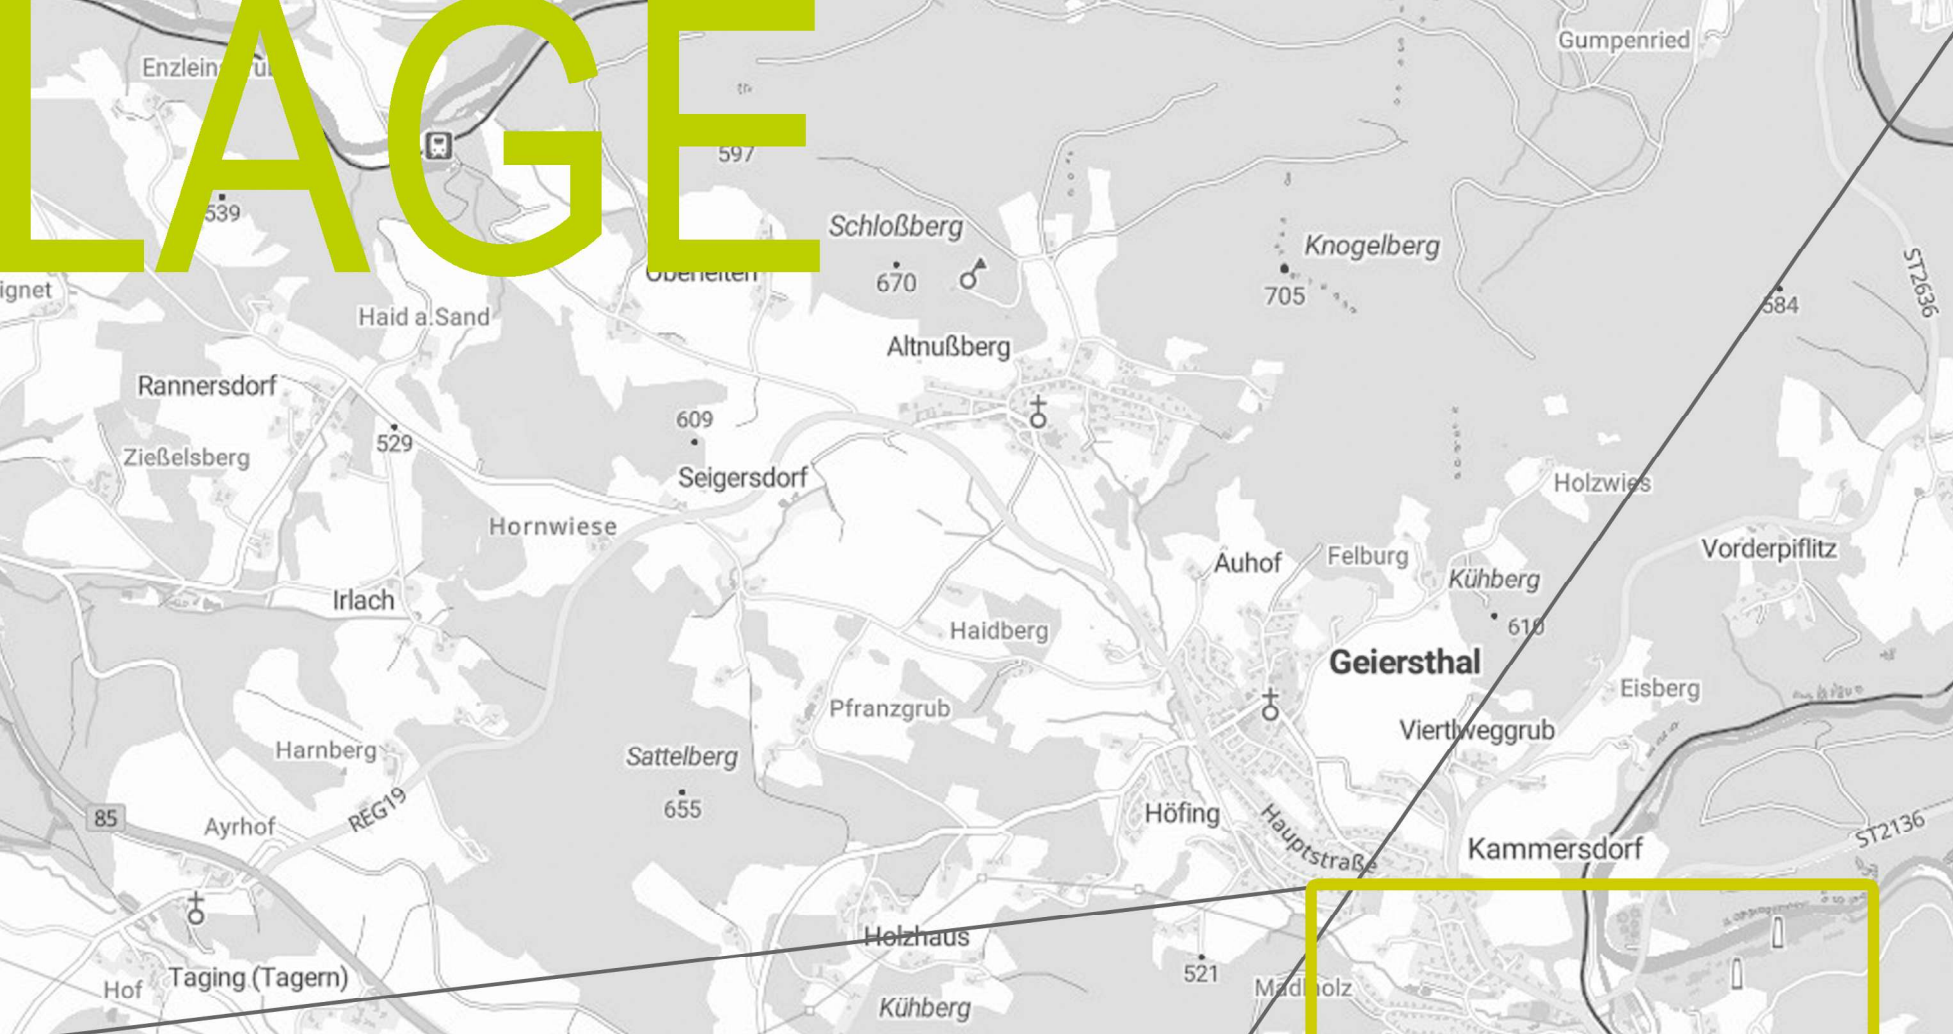 LAGE
Gumpenried
597
539
Schloßberg
670
Knogelberg
705
ST2636
584
Oberleiten
ignet
Haid a.Sand
Altnußberg
Rannersdorf
609
529
Zießelsberg
Seigersdorf
Holzwies
Hornwiese
Vorderpiflitz
Auhof
Felburg
Kühberg
Irlach
610
Haidberg
Geiersthal
Eisberg
Pfranzgrub
Viertlweggrub
Harnberg
Sattelberg
655
REG19
85
Ayrhof
Höfing
Hauptstraße
Kammersdorf
ST2136
Holzhaus
521
Taging (Tagern)
Hof
Kühberg